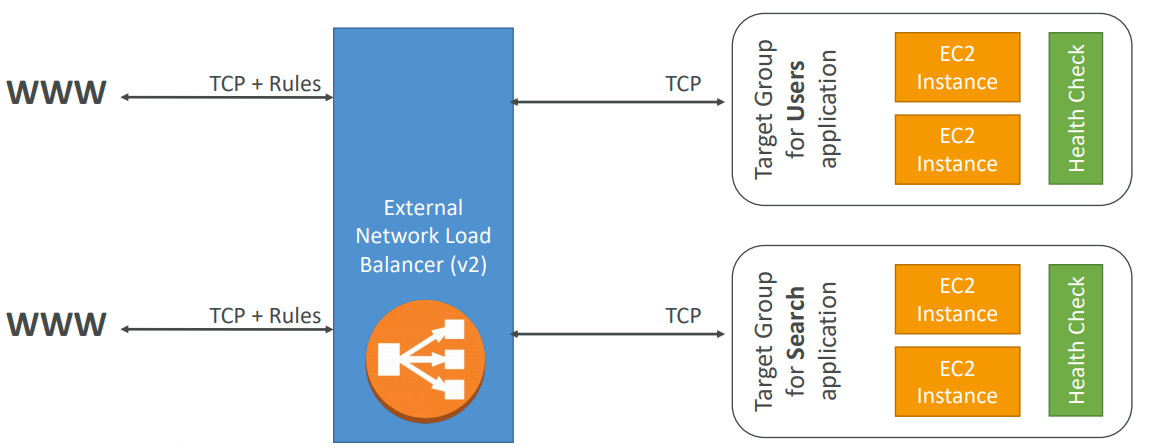 WWW
TCP + Rules
External
Network Load
Balancer (v2)
TCP
Target Group
for Users
application
EC2
Instance
EC2
Instance
Health Check
WWW
TCP + Rules
TCP
Target Group
for Search
application
EC2
Instance
EC2
Instance
Health Check